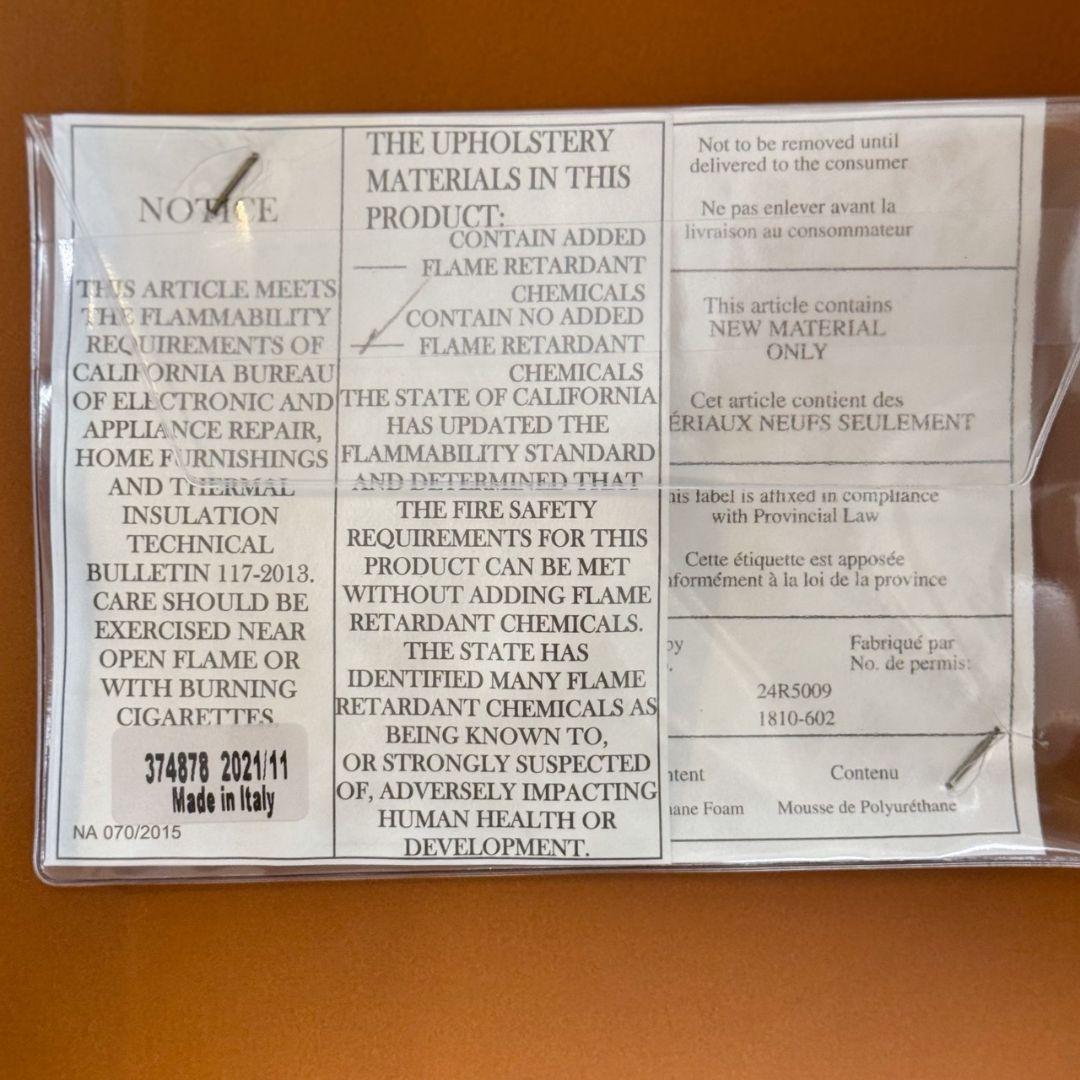 NOTICE
THIS ARTICLE MEETS
THE FLAMMABILITY
REQUIREMENTS OF
CALIFORNIA BUREAU
OF ELECTRONIC AND
APPLIANCE REPAIR,
HOME FURNISHINGS
AND THERMAL
INSULATION
TECHNICAL
BULLETIN 117-2013.
CARE SHOULD BE
EXERCISED NEAR
OPEN FLAME OR
WITH BURNING
CIGARETTES
374878 2021/11
Made in Italy
NA 070/2015
THE UPHOLSTERY
MATERIALS IN THIS
PRODUCT:
CONTAIN ADDED
FLAME RETARDANT
CHEMICALS
CONTAIN NO ADDED
FLAME RETARDANT
CHEMICALS
THE STATE OF CALIFORNIA
HAS UPDATED THE
FLAMMABILITY STANDARD
AND DETERMINED THAT
THE FIRE SAFETY
REQUIREMENTS FOR THIS
PRODUCT CAN BE MET
WITHOUT ADDING FLAME
RETARDANT CHEMICALS.
THE STATE HAS
IDENTIFIED MANY FLAME
RETARDANT CHEMICALS AS
BEING KNOWN TO,
OR STRONGLY SUSPECTED
OF, ADVERSELY IMPACTING
HUMAN HEALTH OR
DEVELOPMENT.
Not to be removed until
delivered to the consumer
Ne pas enlever avant la
livraison au consommateur
This article contains
NEW MATERIAL
ONLY
Cet article contient des
ÉRIAUX NEUFS SEULEMENT
his label is affixed in compliance
with Provincial Law
Cette étiquette est apposée
formément à la loi de la province
by Fabriqué par
No. de permis:
24R5009
1810-602
ntent Contenu
hane Foam Mousse de Polyuréthane